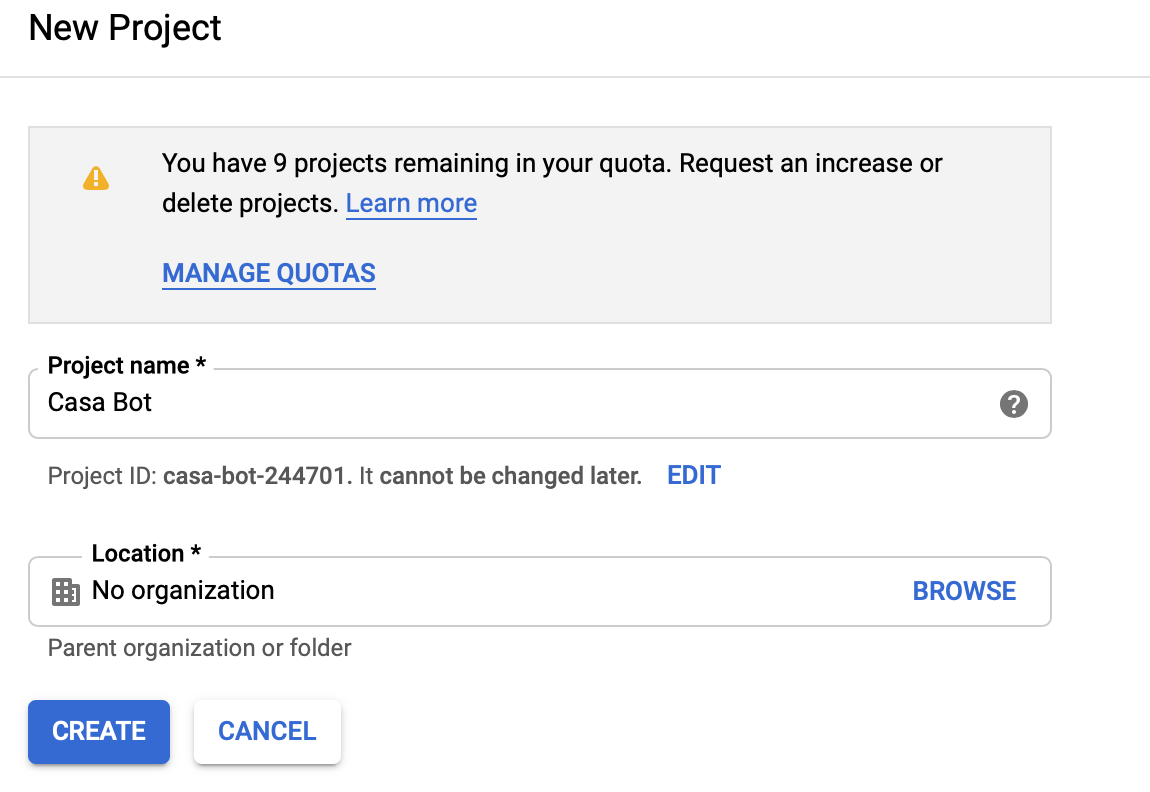 New Project
You have 9 projects remaining in your quota. Request an increase or
delete projects. Learn more
MANAGE QUOTAS
Project name *
Casa Bot
Project ID: casa-bot-244701. It cannot be changed later. EDIT
Location *
No organization BROWSE
Parent organization or folder
CREATE CANCEL